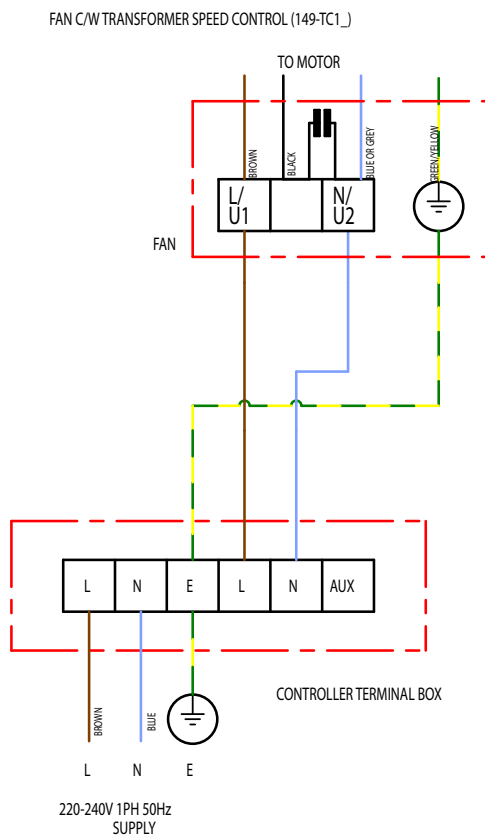 FAN C/W TRANSFORMER SPEED CONTROL (149-TC1_)
TO MOTOR
BROWN
BLACK
BLUE OR GREY
GREEN/YELLOW
L/
U1
N/
U2
FAN
L N E L N AUX
BROWN
BLUE
CONTROLLER TERMINAL BOX
L N E
220-240V 1PH 50Hz
SUPPLY